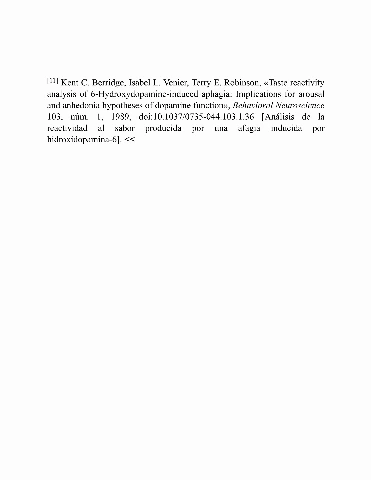 [11] Kent C. Berridge, Isabel L. Venier, Terry E. Robinson, «Taste reactivity
analysis of 6-Hydroxydopamine-induced aphagia: Implications for arousal
and anhedonia hypotheses of dopamine function», Behavioral Neuroscience
103, núm. 1, 1989, doi:10.1037/0735-044.103.1.36 [Análisis de la
reactividad al sabor producida por una afagia inducida por
hidroxidopomina-6]. <<